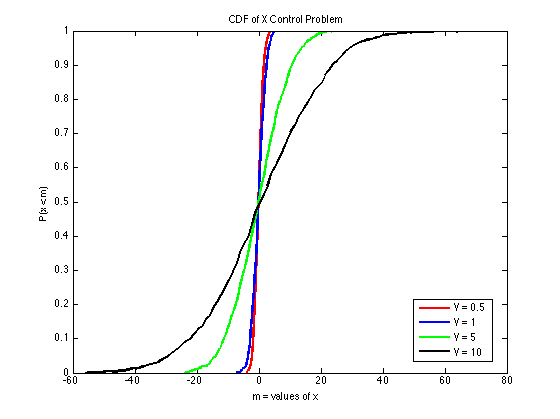 CDF of X Control Problem
1
0.9
0.8
0.7
0.6
0.5
0.4
0.3
0.2
0.1
0
P(x < m)
-60
-40
-20
0
20
40
60
80
m = values of x
V = 0.5
V = 1
V = 5
V = 10